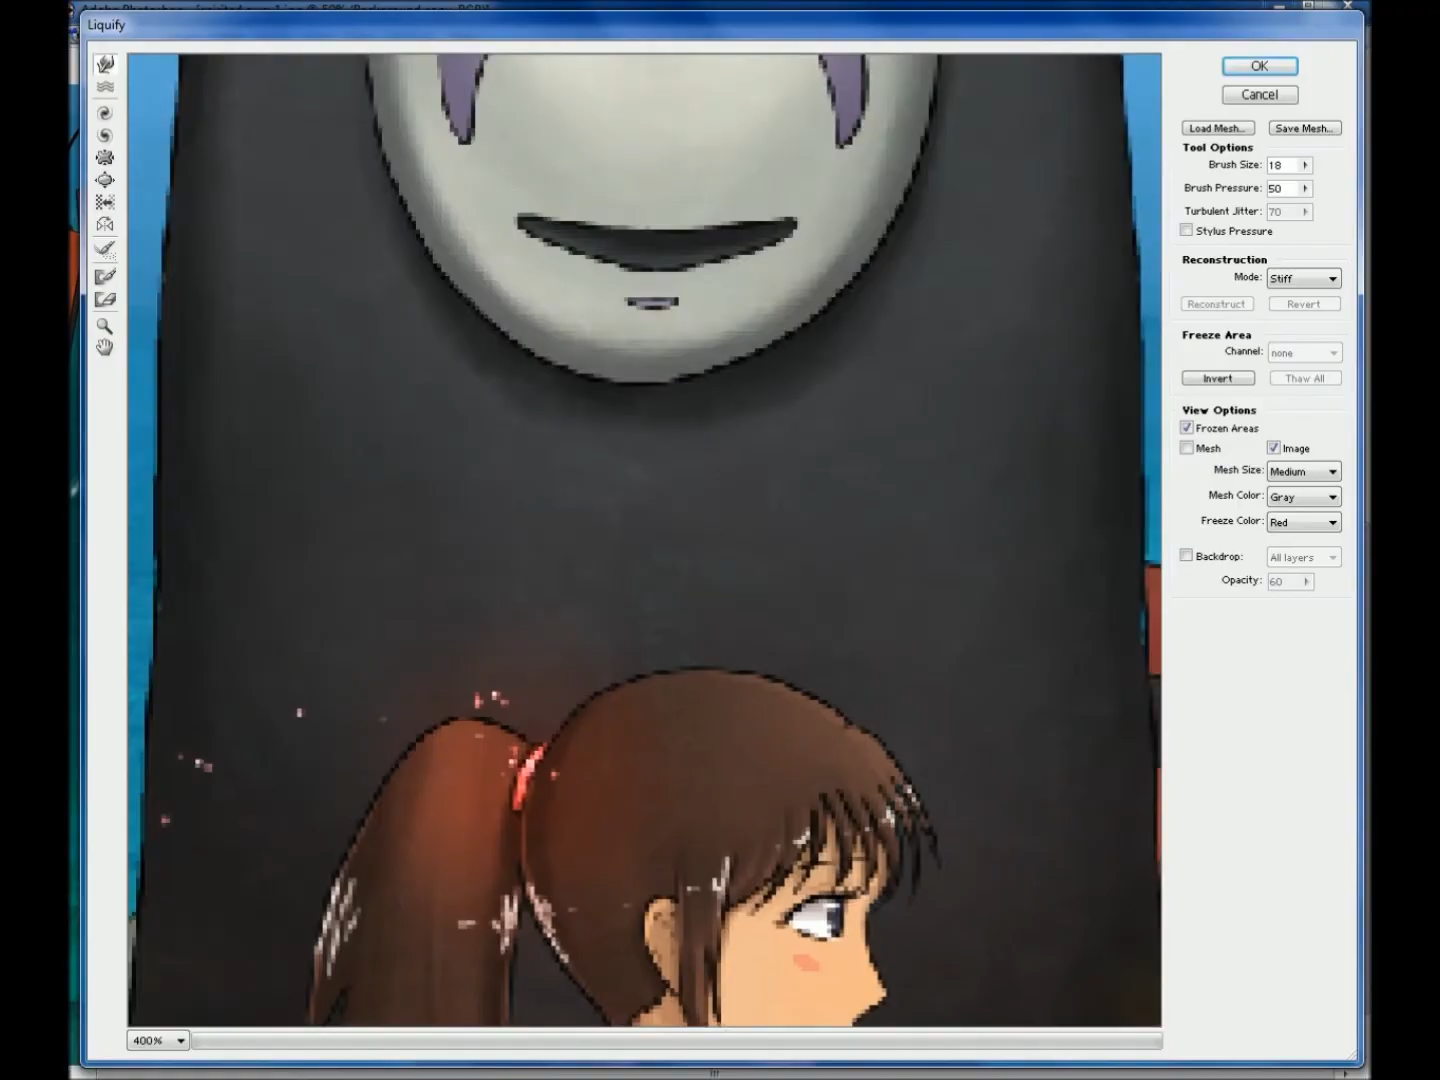 Liquify
OK
Cancel
Load Mesh...
Save Mesh...
Tool Options
Brush Size: 18
Brush Pressure: 50
Turbulent Jitter: 70
Stylus Pressure
Reconstruction
Mode: Stiff
Reconstruct
Revert
Freeze Area
Channel: none
Invert
Thaw All
View Options
Frozen Areas
Mesh
Image
Mesh Size: Medium
Mesh Color: Gray
Freeze Color: Red
Backdrop: All layers
Opacity: 60
400%